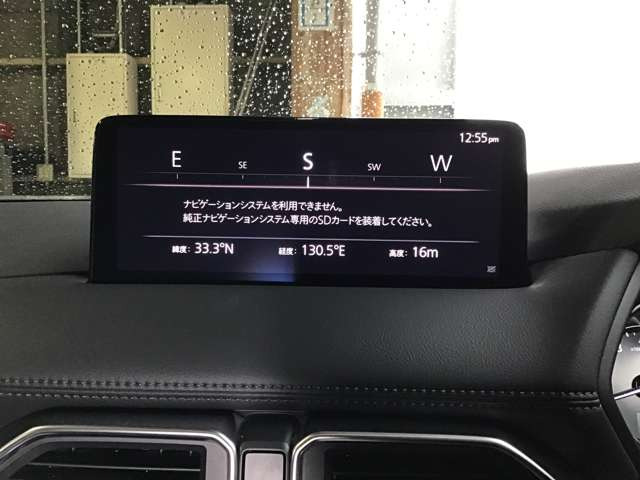 12:55pm
E SE S SW W
ナビゲーションシステムを利用できません。
純正ナビゲーションシステム専用のSDカードを装着してください。
緯度: 33.3°N 経度: 130.5°E 高度: 16m